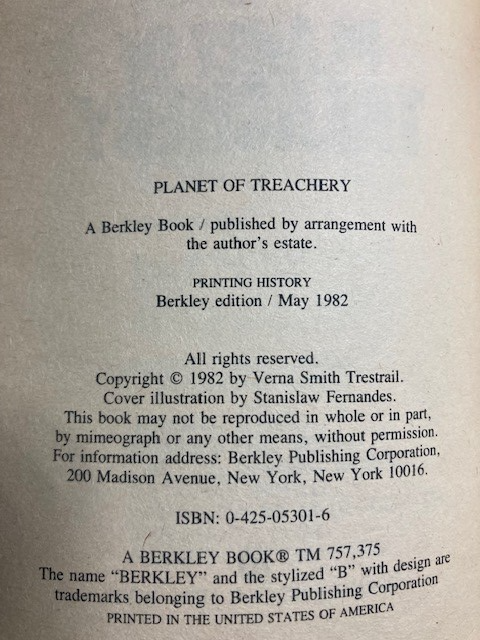 PLANET OF TREACHERY
A Berkley Book / published by arrangement with
the author's estate.
PRINTING HISTORY
Berkley edition / May 1982
All rights reserved.
Copyright © 1982 by Verna Smith Trestrail.
Cover illustration by Stanislaw Fernandes.
This book may not be reproduced in whole or in part,
by mimeograph or any other means, without permission.
For information address: Berkley Publishing Corporation,
200 Madison Avenue, New York, New York 10016.
ISBN: 0-425-05301-6
A BERKLEY BOOK® TM 757,375
The name "BERKLEY" and the stylized "B" with design are
trademarks belonging to Berkley Publishing Corporation
PRINTED IN THE UNITED STATES OF AMERICA